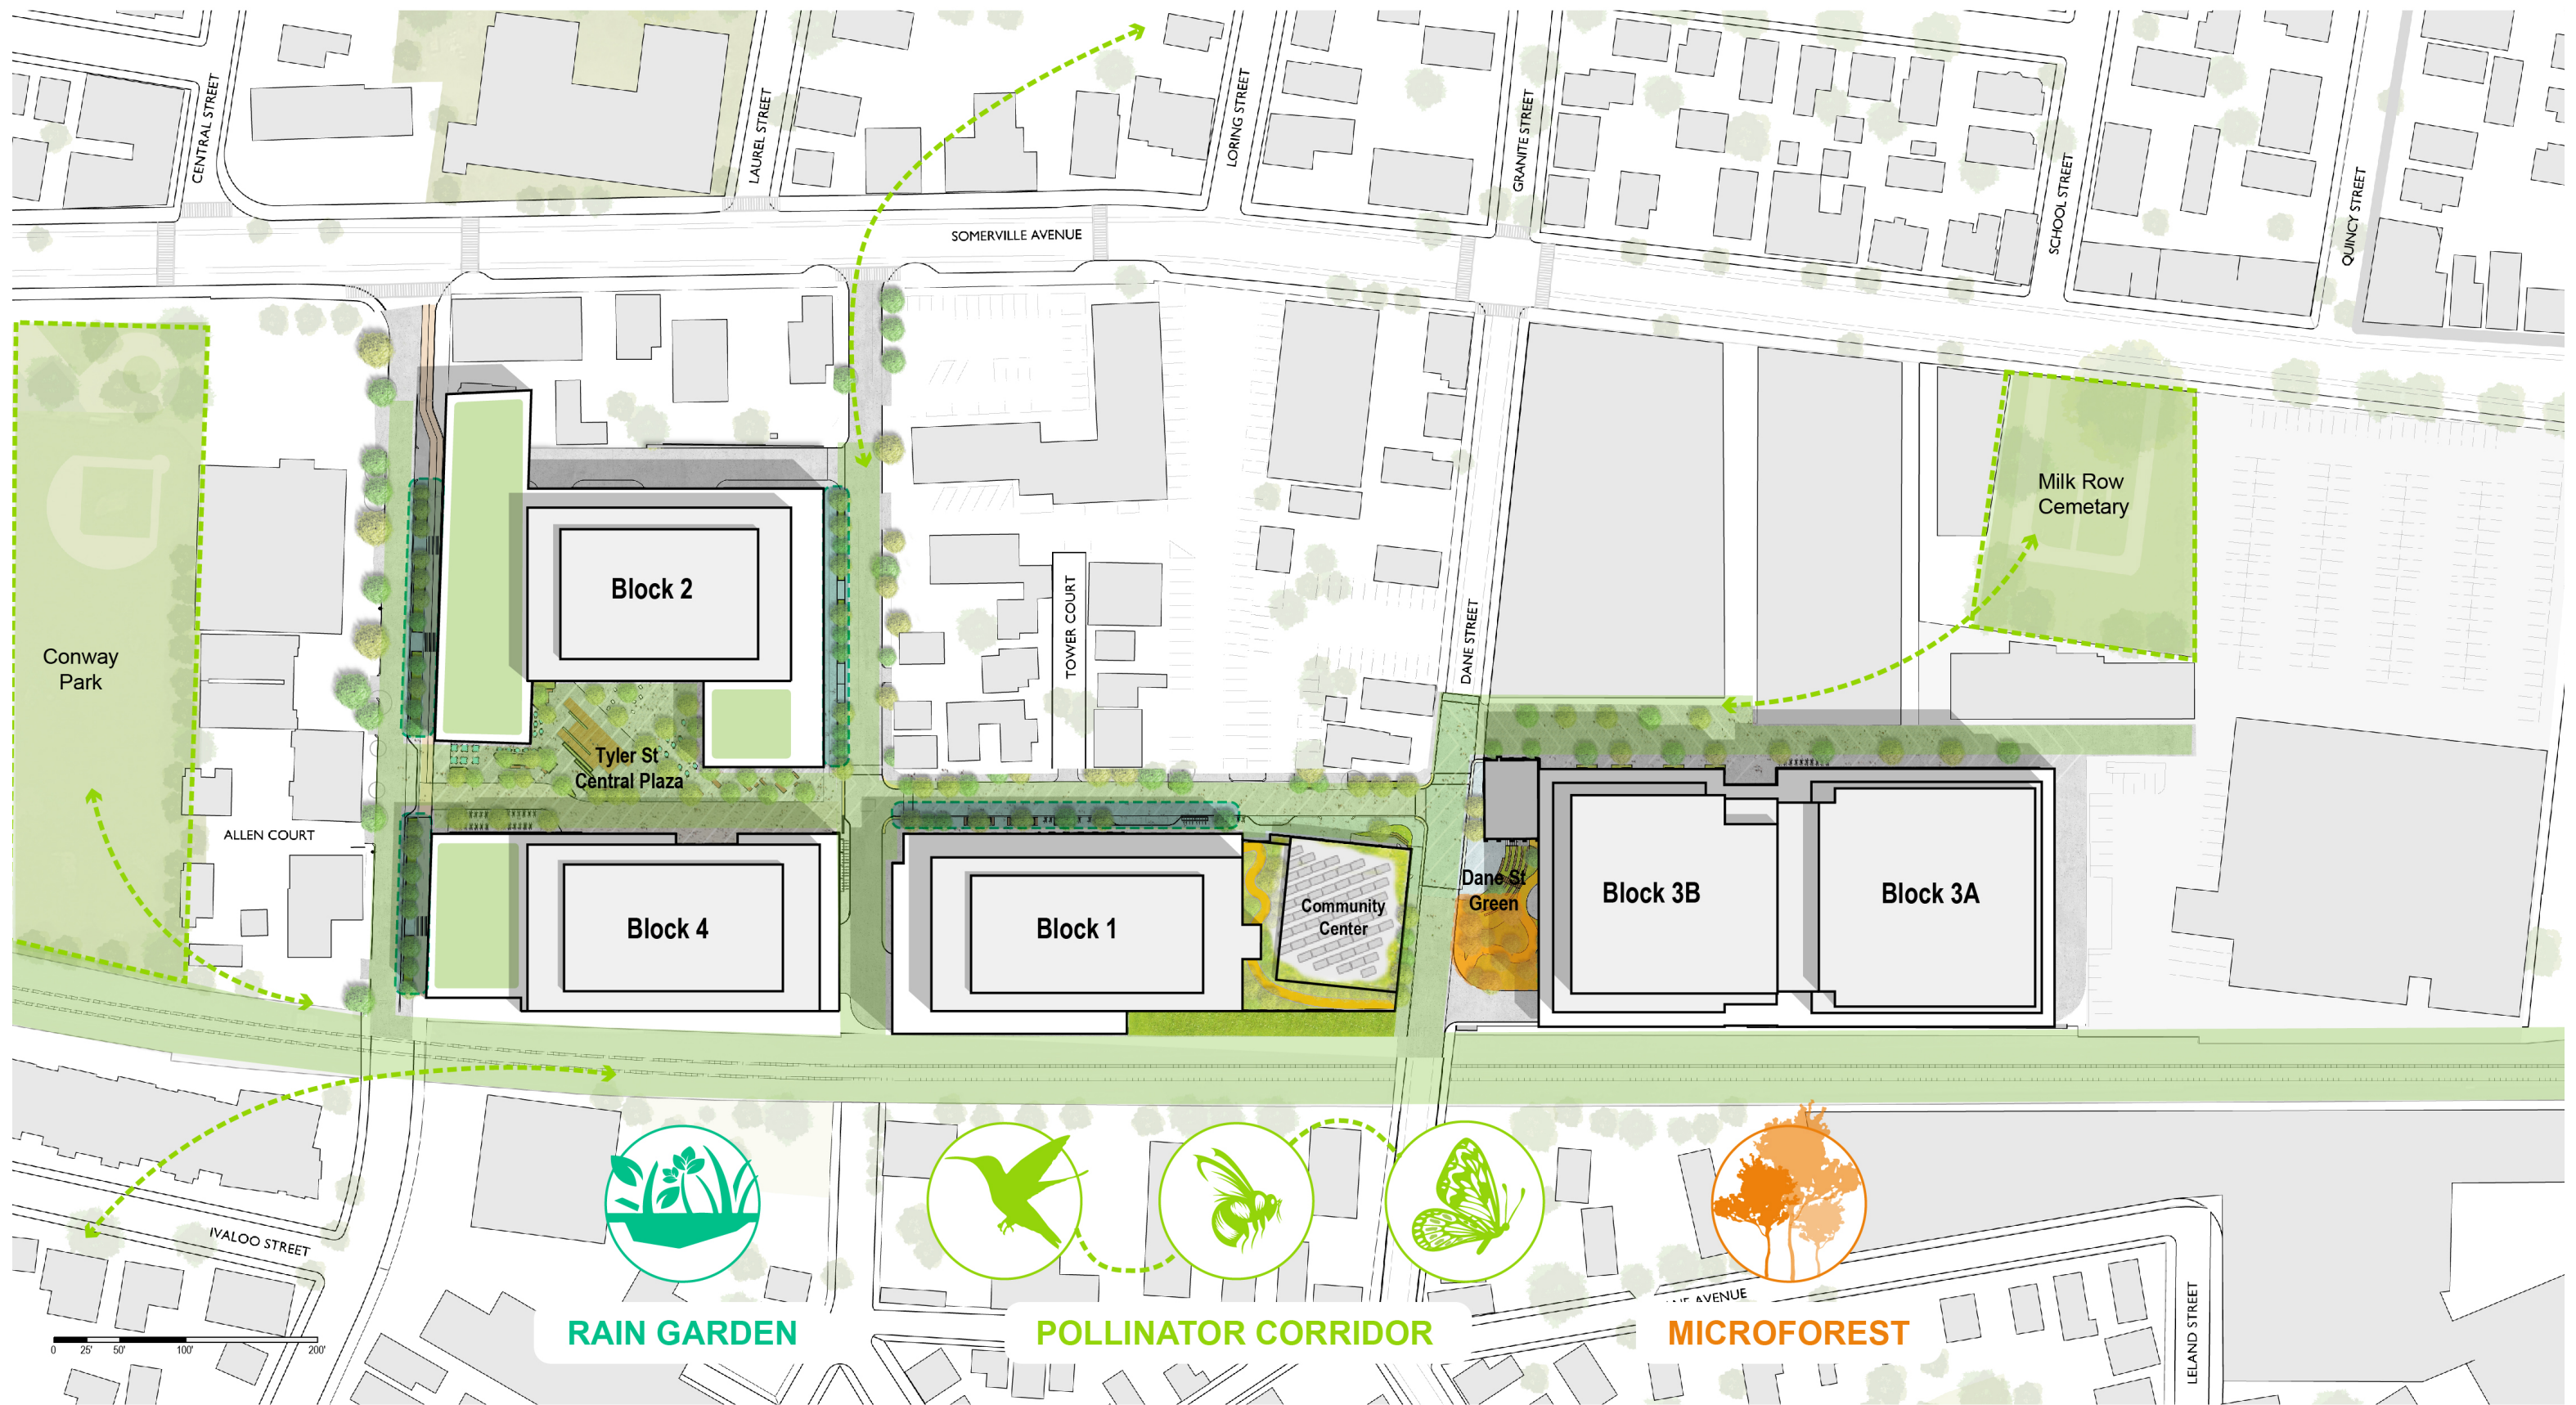 CENTRAL STREET
LAUREL STREET
LORING STREET
GRANITE STREET
SCHOOL STREET
QUINCY STREET
SOMERVILLE AVENUE
Milk Row
Cemetary
Block 2
TOWER COURT
DANE STREET
Conway
Park
Tyler St
Central Plaza
ALLEN COURT
Block 4
Block 1
Community
Center
Dane St
Green
Block 3B
Block 3A
IVALOO STREET
AVENUE
LELAND STREET
RAIN GARDEN
POLLINATOR CORRIDOR
MICROFOREST
0 25' 50' 100' 200'